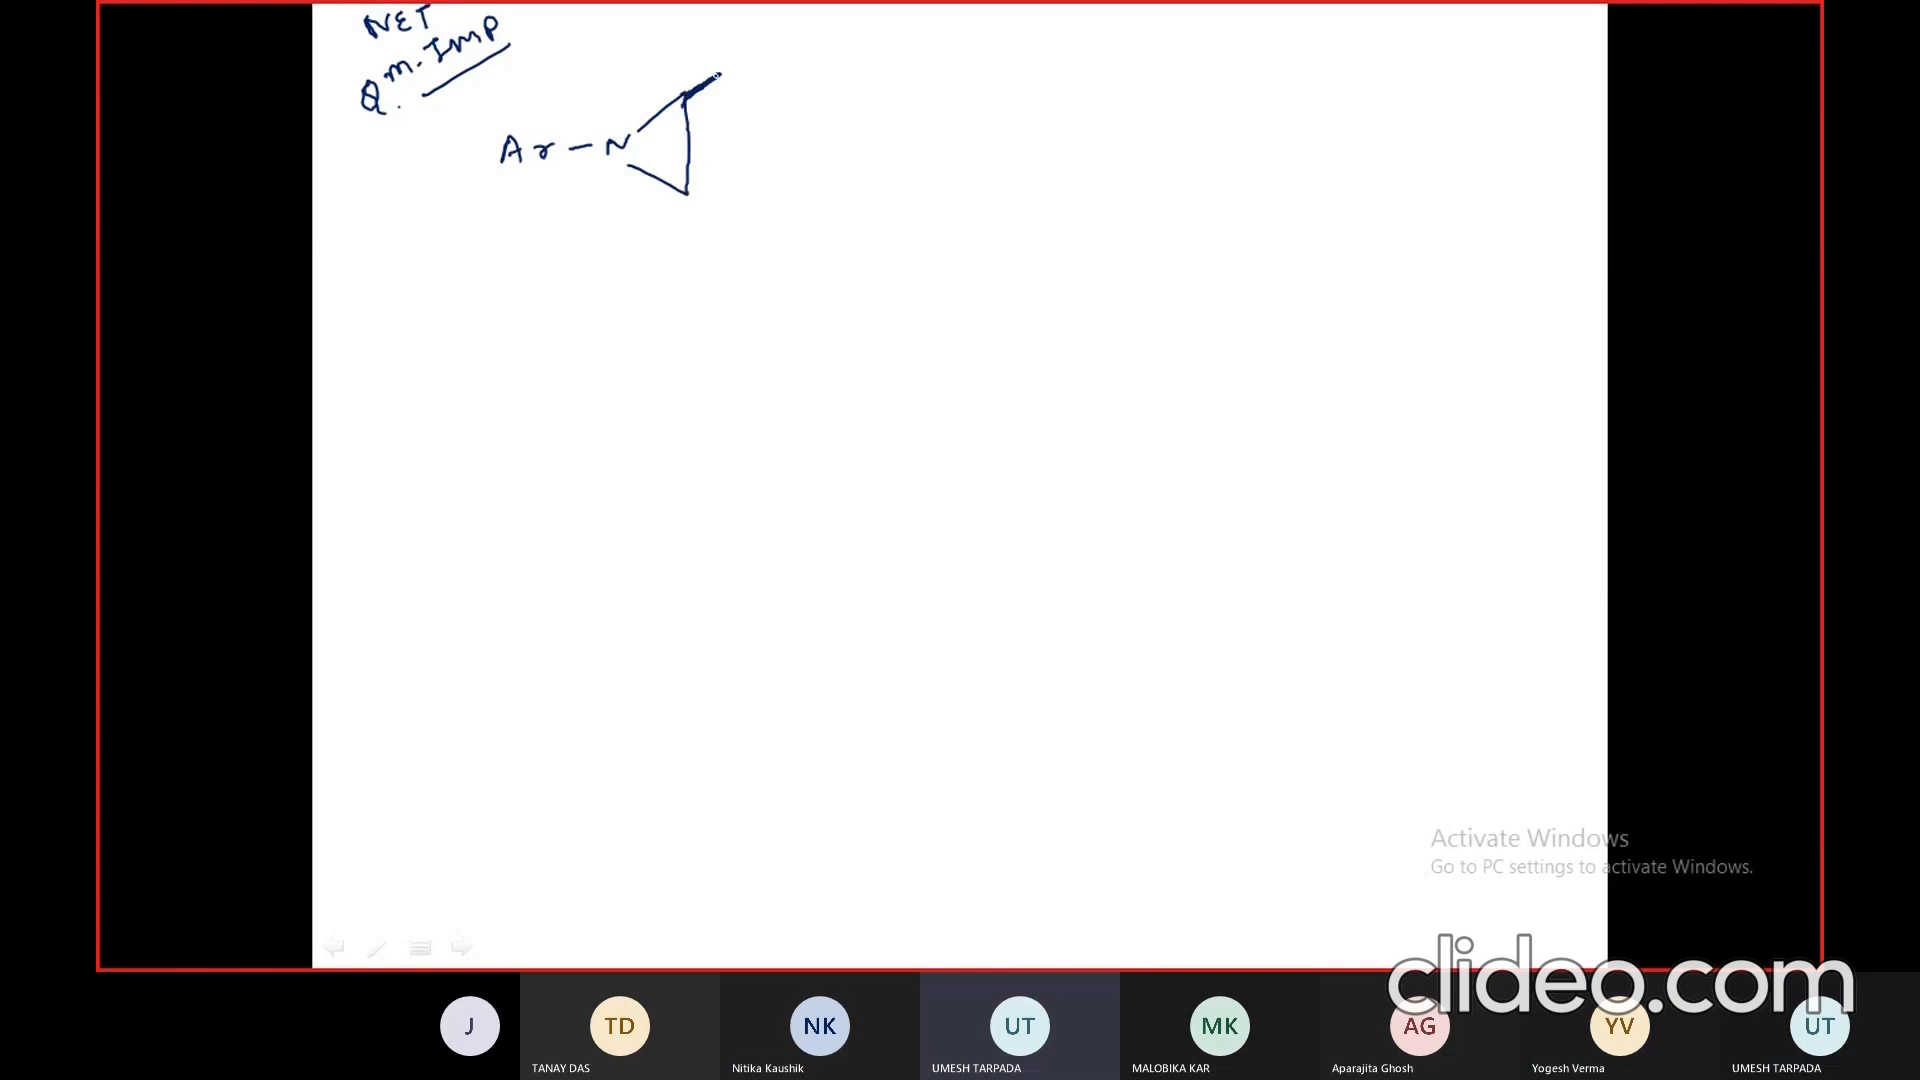 NET
Q. m. Imp
Ar - N
Activate Windows
Go to PC settings to activate Windows.
clideo.com
J
TD
NK
UT
MK
AG
YV
UT
TANAY DAS
Nitika Kaushik
UMESH TARPADA
MALOBIKA KAR
Aparajita Ghosh
Yogesh Verma
UMESH TARPADA